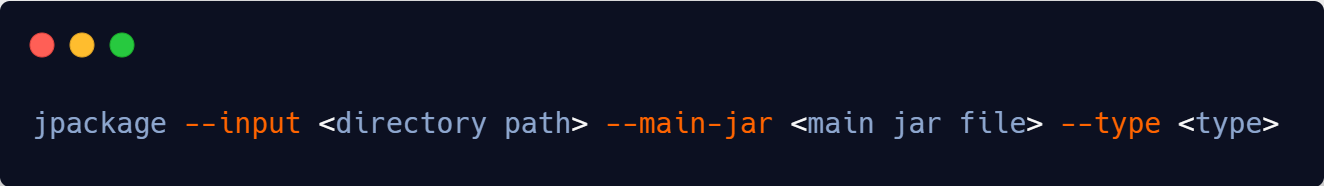 jpackage --input <directory path> --main-jar <main jar file> --type <type>